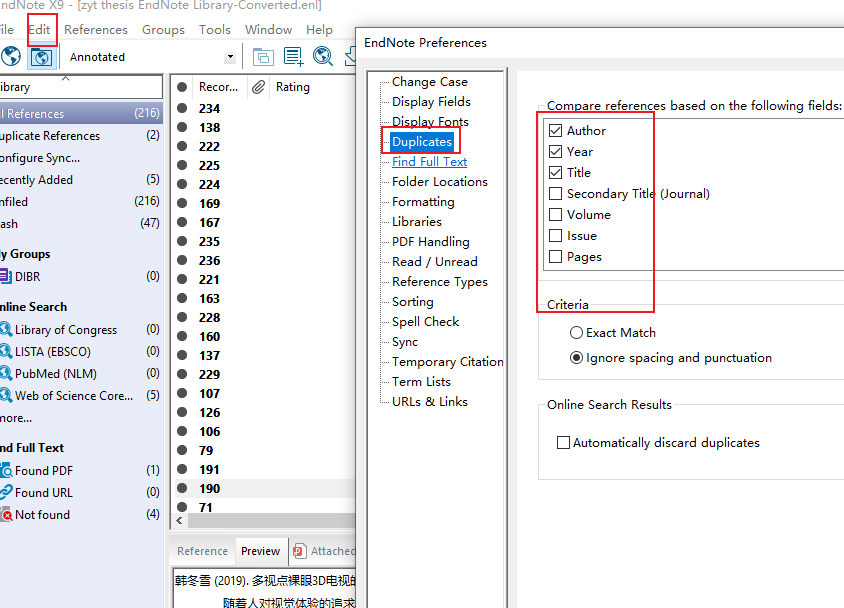 EndNote X9 - [zyt thesis EndNote Library-Converted.enl]
File Edit References Groups Tools Window Help
Annotated
ibrary
ll References (216)
uplicate References (2)
onfigure Sync...
ecently Added (5)
nfiled (216)
ash (47)
y Groups
DIBR (0)
nline Search
Library of Congress (0)
LISTA (EBSCO) (0)
PubMed (NLM) (0)
Web of Science Core... (5)
more...
nd Full Text
Found PDF (1)
Found URL (0)
Not found (4)
Recor... Rating
234
138
222
225
224
169
167
235
236
221
163
228
160
137
229
107
126
106
79
191
190
71
Reference Preview Attached
韩冬雪 (2019). 多视点裸眼3D电视的
随着人对视觉体验的追求
EndNote Preferences
Change Case
Display Fields
Display Fonts
Duplicates
Find Full Text
Folder Locations
Formatting
Libraries
PDF Handling
Read / Unread
Reference Types
Sorting
Spell Check
Sync
Temporary Citation
Term Lists
URLs & Links
Compare references based on the following fields:
Author
Year
Title
Secondary Title (Journal)
Volume
Issue
Pages
Criteria
Exact Match
Ignore spacing and punctuation
Online Search Results
Automatically discard duplicates